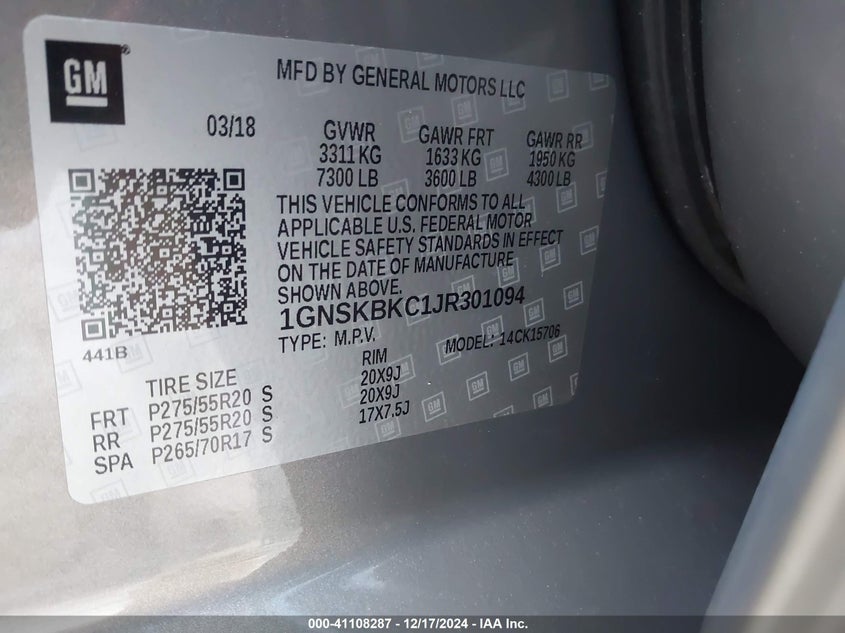 GM
MFD BY GENERAL MOTORS LLC
03/18 GVWR GAWR FRT GAWR RR
3311 KG 1633 KG 1950 KG
7300 LB 3600 LB 4300 LB
THIS VEHICLE CONFORMS TO ALL
APPLICABLE U.S. FEDERAL MOTOR
VEHICLE SAFETY STANDARDS IN EFFECT
ON THE DATE OF MANUFACTURE
SHOWN ABOVE.
1GNSKBKC1JR301094
TYPE: M.P.V. MODEL: 14CK15706
441B
TIRE SIZE RIM
FRT P275/55R20 S 20X9J
RR P275/55R20 S 20X9J
SPA P265/70R17 S 17X7.5J
000-41108287 - 12/17/2024 - IAA Inc.